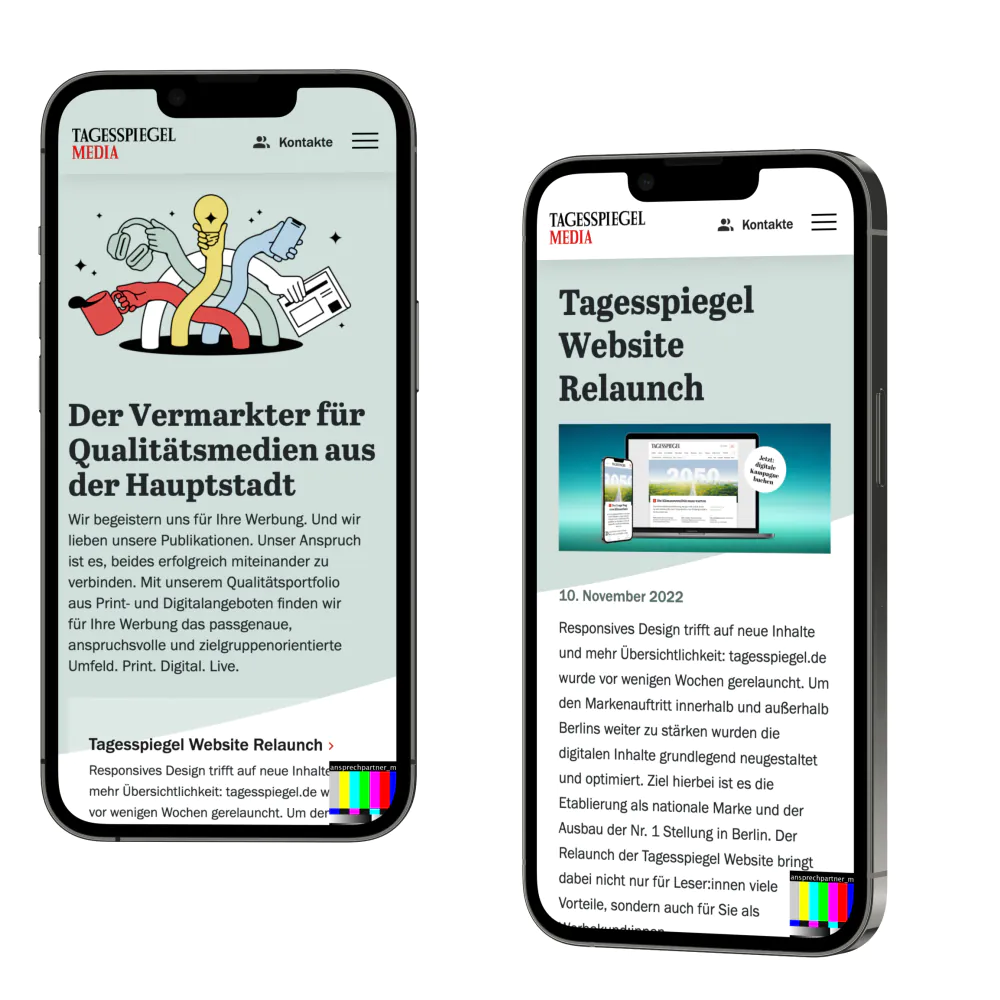 TAGESSPIEGEL
MEDIA
Kontakte
Der Vermarkter für
Qualitätsmedien aus
der Hauptstadt
Wir begeistern uns für Ihre Werbung. Und wir
lieben unsere Publikationen. Unser Anspruch
ist es, beides erfolgreich miteinander zu
verbinden. Mit unserem Qualitätsportfolio
aus Print- und Digitalangeboten finden wir
für Ihre Werbung das passgenaue,
anspruchsvolle und zielgruppenorientierte
Umfeld. Print. Digital. Live.
Tagesspiegel Website Relaunch ›
Responsives Design trifft auf neue Inhalte
mehr Übersichtlichkeit: tagesspiegel.de w
vor wenigen Wochen gerelauncht. Um der
ansprechpartner_m
TAGESSPIEGEL
MEDIA
Kontakte
Tagesspiegel
Website
Relaunch
TAGESSPIEGEL
2050
Jetzt:
digitale
Kampagne
buchen
10. November 2022
Responsives Design trifft auf neue Inhalte
und mehr Übersichtlichkeit: tagesspiegel.de
wurde vor wenigen Wochen gerelauncht. Um
den Markenauftritt innerhalb und außerhalb
Berlins weiter zu stärken wurden die
digitalen Inhalte grundlegend neugestaltet
und optimiert. Ziel hierbei ist es die
Etablierung als nationale Marke und der
Ausbau der Nr. 1 Stellung in Berlin. Der
Relaunch der Tagesspiegel Website bringt
dabei nicht nur für Leser:innen viele
Vorteile, sondern auch für Sie als
Werbekund:innen
ansprechpartner_m